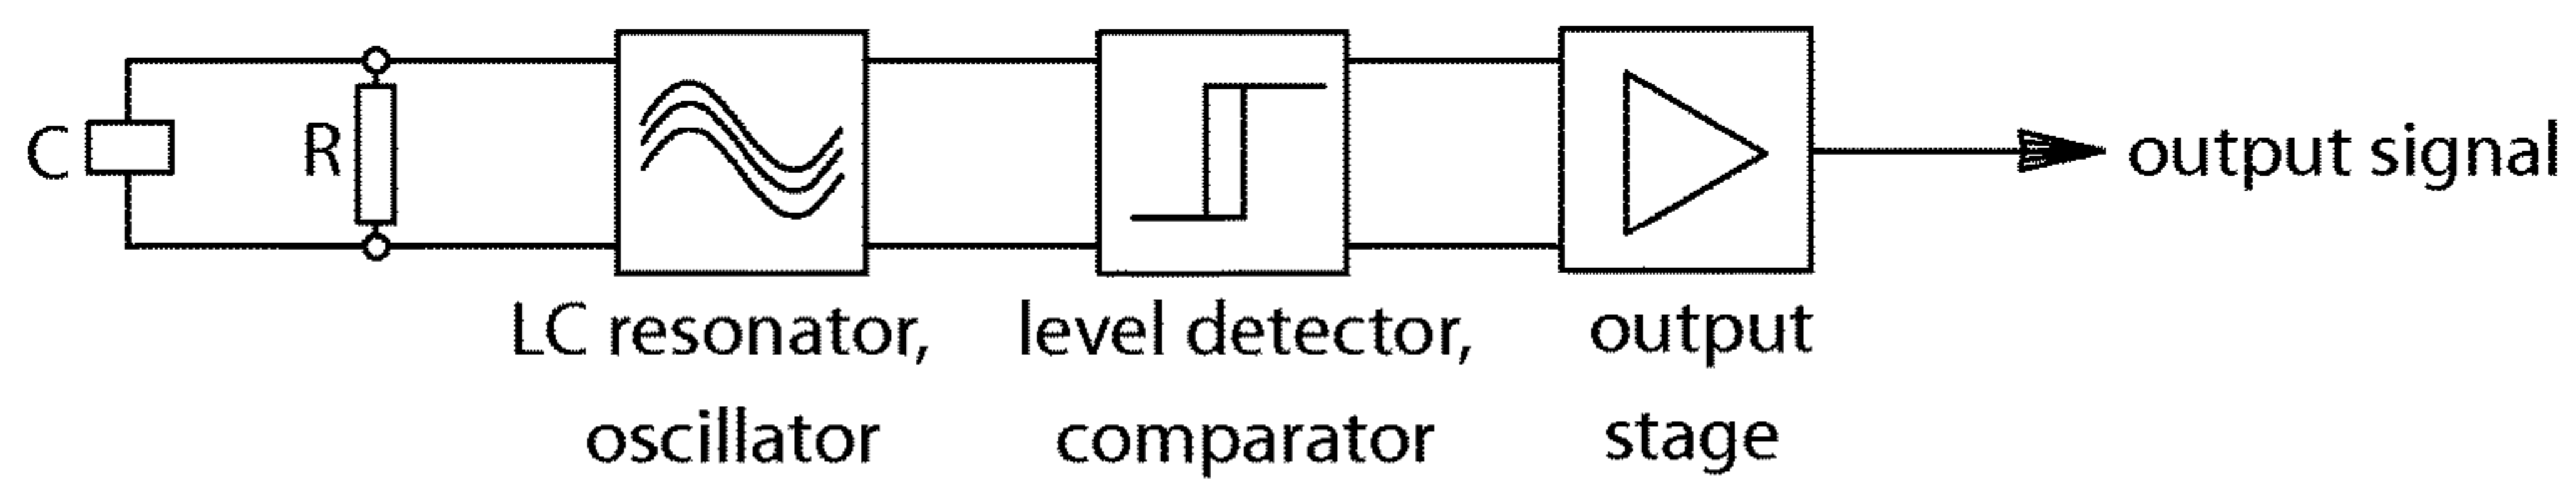 C
R
output signal
LC resonator,
oscillator
level detector,
comparator
output
stage